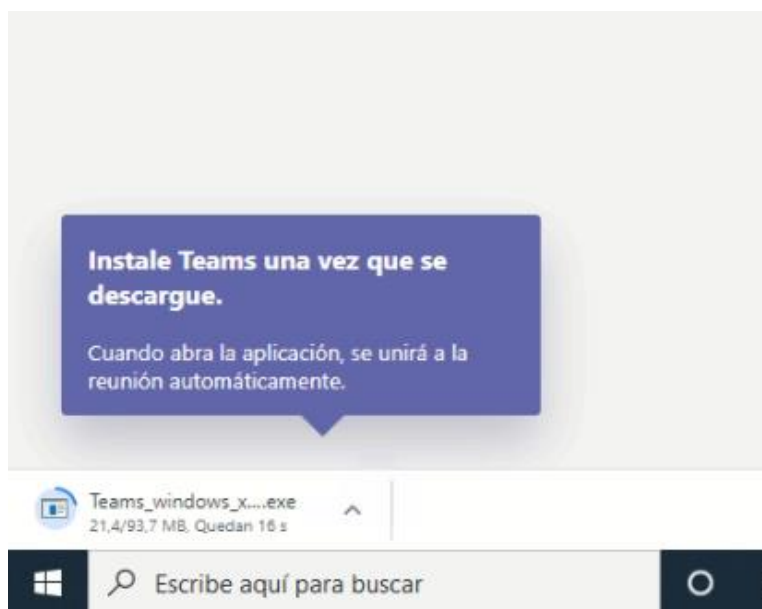 Instale Teams una vez que se
descargue.
Cuando abra la aplicación, se unirá a la
reunión automáticamente.
Teams_windows_x....exe
21,4/93,7 MB, Quedan 16 s
Escribe aquí para buscar